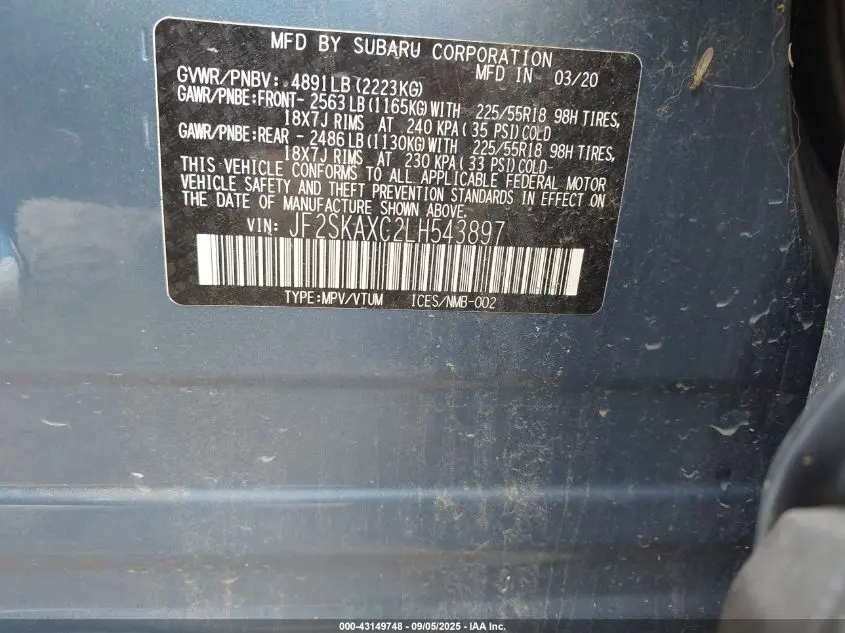 MFD BY SUBARU CORPORATION
MFD IN 03/20
GVWR/PNBV: 4891LB(2223KG)
GAWR/PNBE:FRONT- 2563LB(1165KG)WITH 225/55R18 98H TIRES,
18X7J RIMS AT 240 KPA(35 PSI)COLD
GAWR/PNBE:REAR - 2486LB(1130KG)WITH 225/55R18 98H TIRES,
18X7J RIMS AT 230 KPA(33 PSI)COLD
THIS VEHICLE CONFORMS TO ALL APPLICABLE FEDERAL MOTOR
VEHICLE SAFETY AND THEFT PREVENTION STANDARDS IN EFFECT ON
THE DATE OF MANUFACTURE SHOWN ABOVE.
VIN: JF2SKAXC2LH543897
TYPE:MPV/VTUM ICES/NMB-002
000-43149748 - 09/05/2025 - IAA Inc.